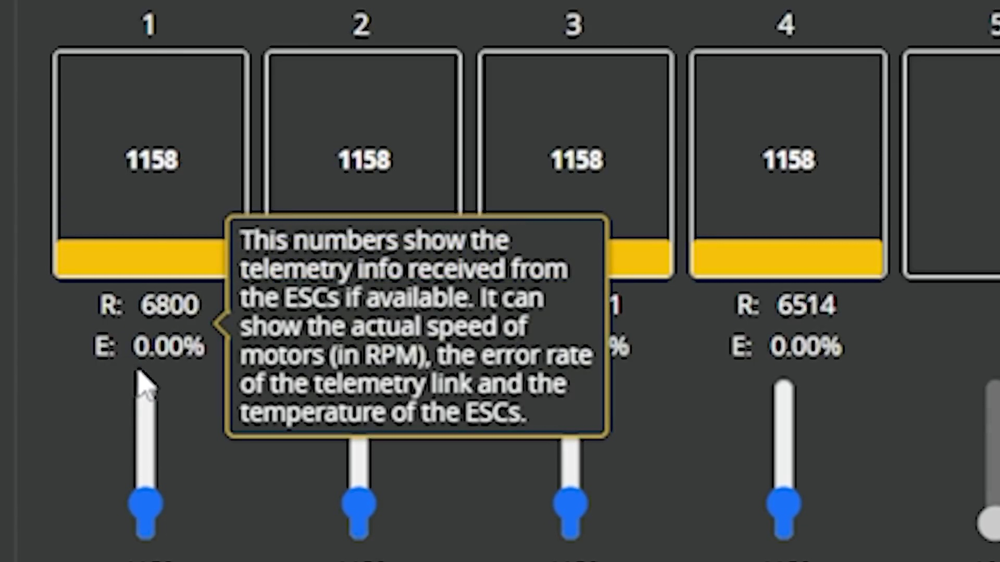 1 2 3 4 5
1158 1158 1158 1158
This numbers show the
telemetry info received from
the ESCs if available. It can
show the actual speed of
motors (in RPM), the error rate
of the telemetry link and the
temperature of the ESCs.
R: 6800 1 R: 6514
E: 0.00% % E: 0.00%